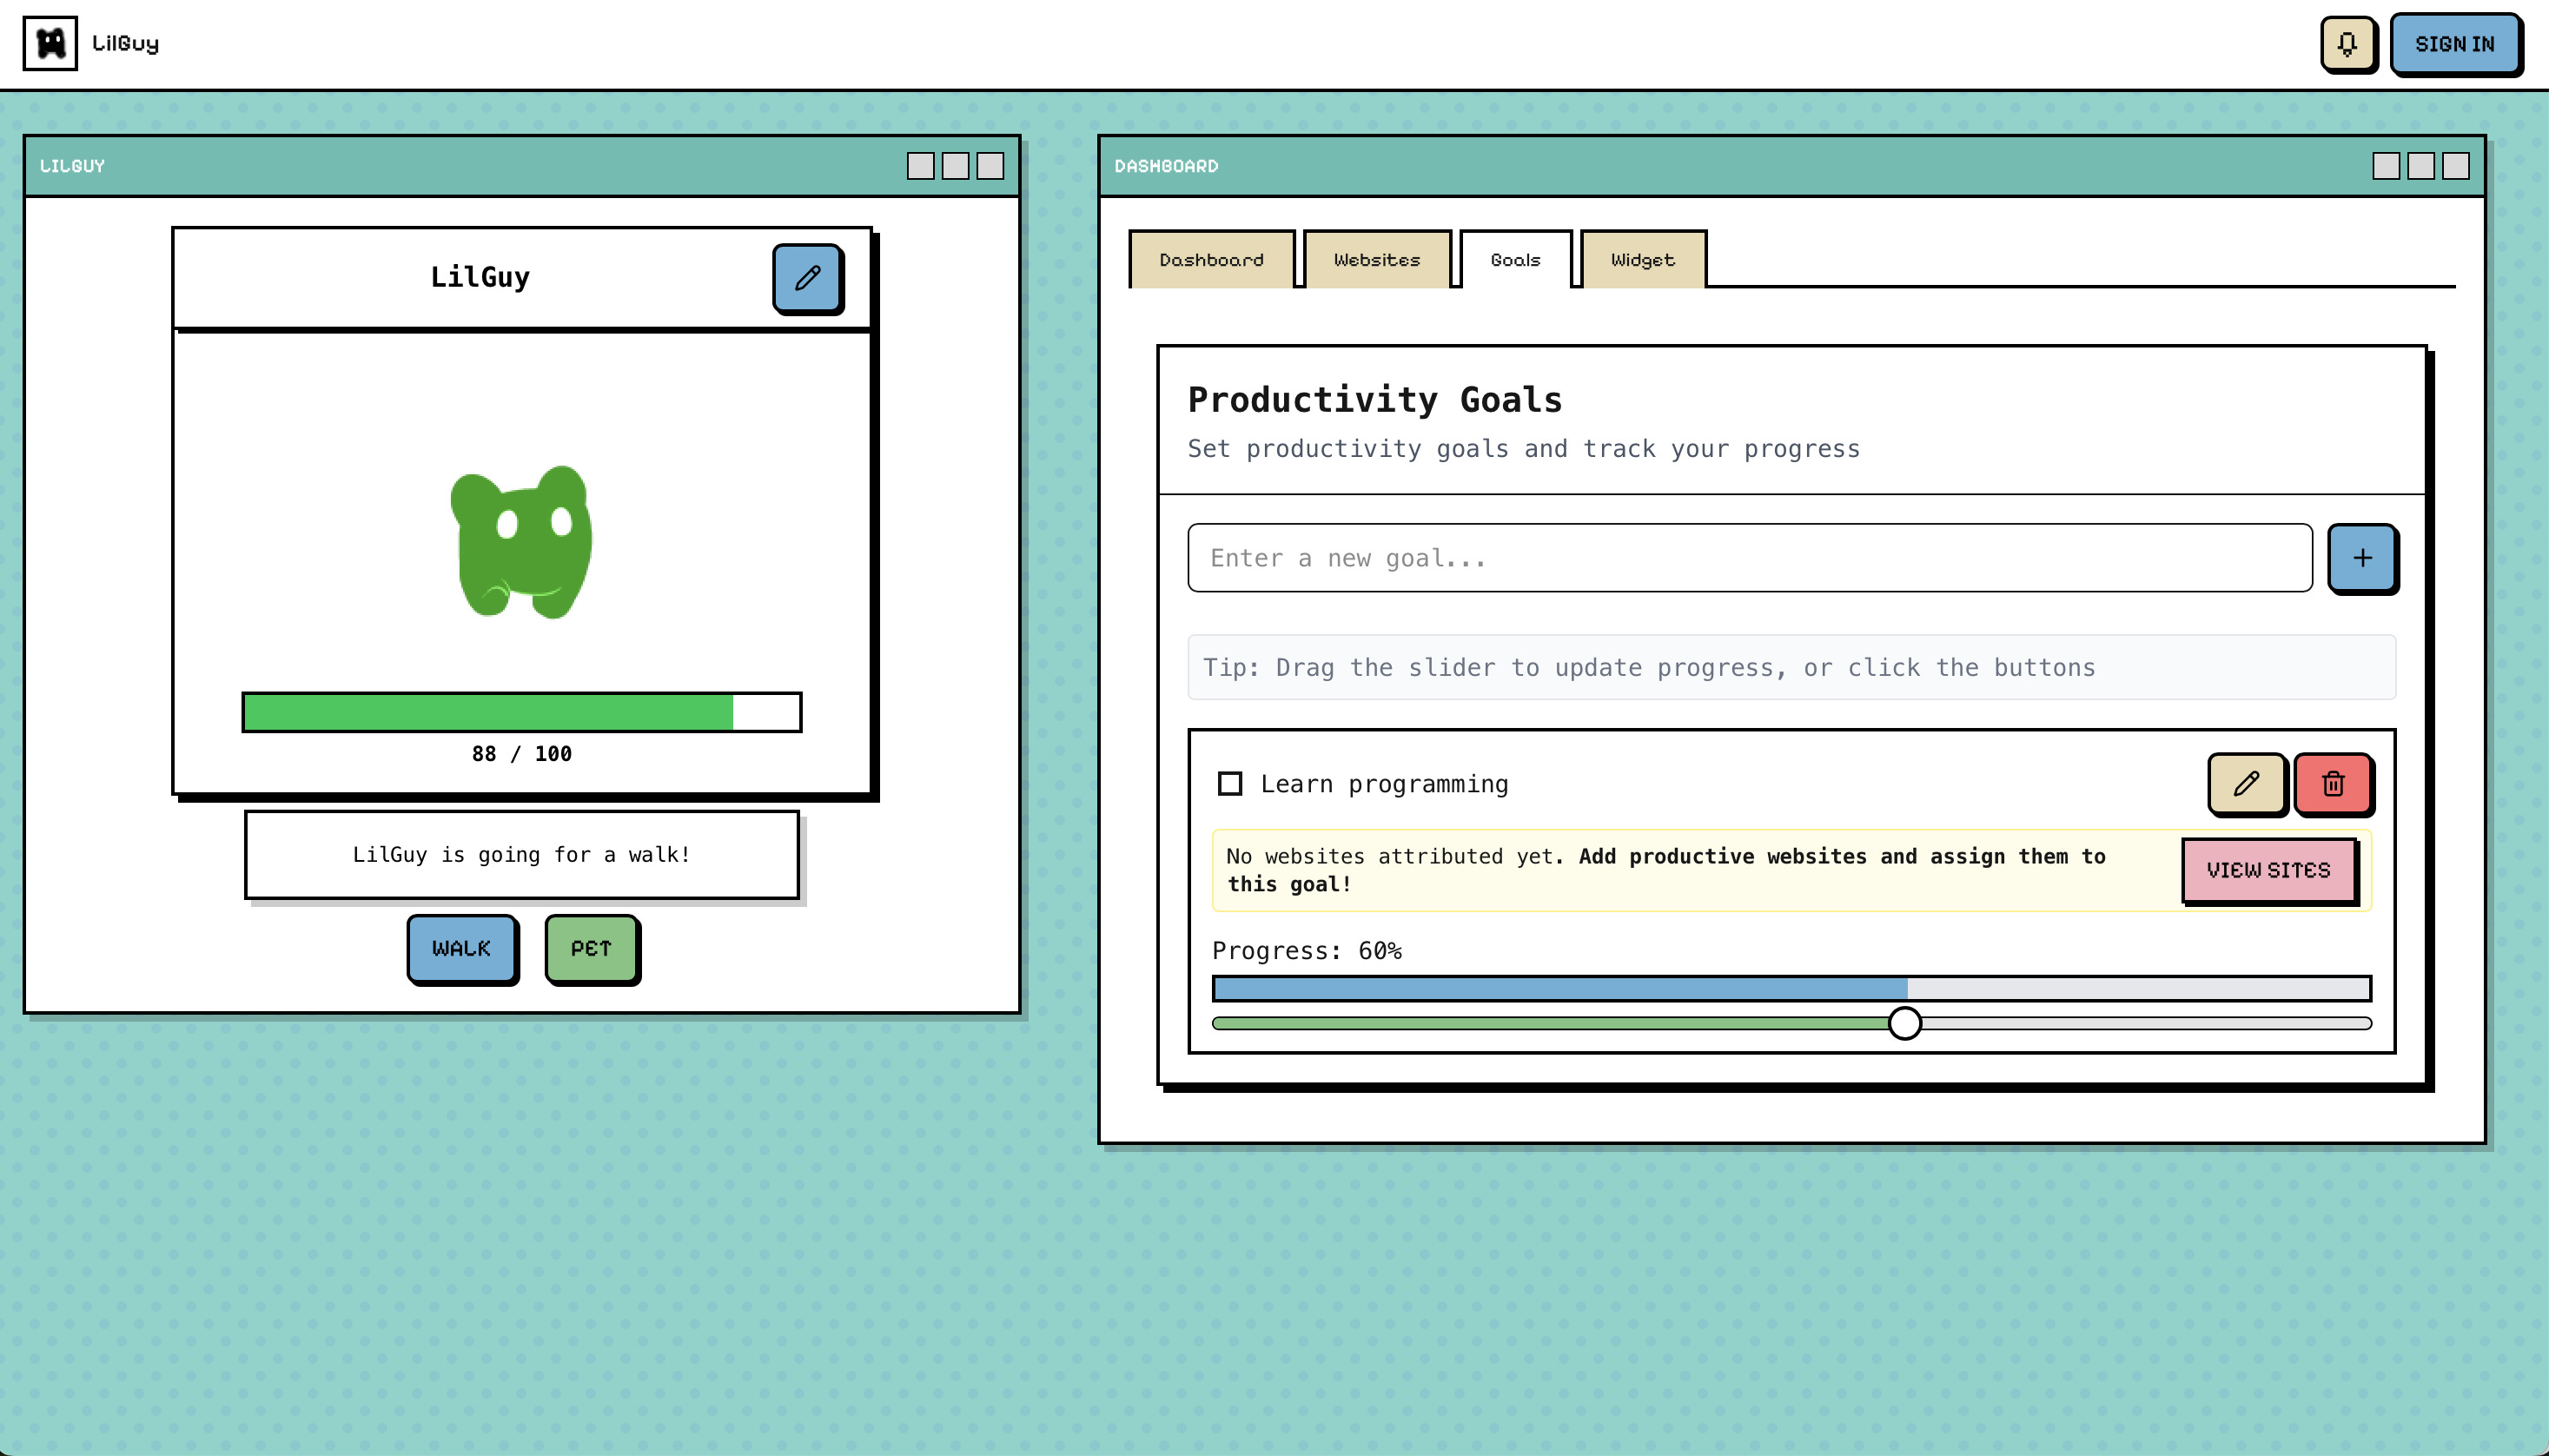 LilGuy
SIGN IN
LILGUY
LilGuy
88 / 100
LilGuy is going for a walk!
WALK
PET
DASHBOARD
Dashboard
Websites
Goals
Widget
Productivity Goals
Set productivity goals and track your progress
Enter a new goal...
Tip: Drag the slider to update progress, or click the buttons
Learn programming
No websites attributed yet. Add productive websites and assign them to
this goal!
VIEW SITES
Progress: 60%